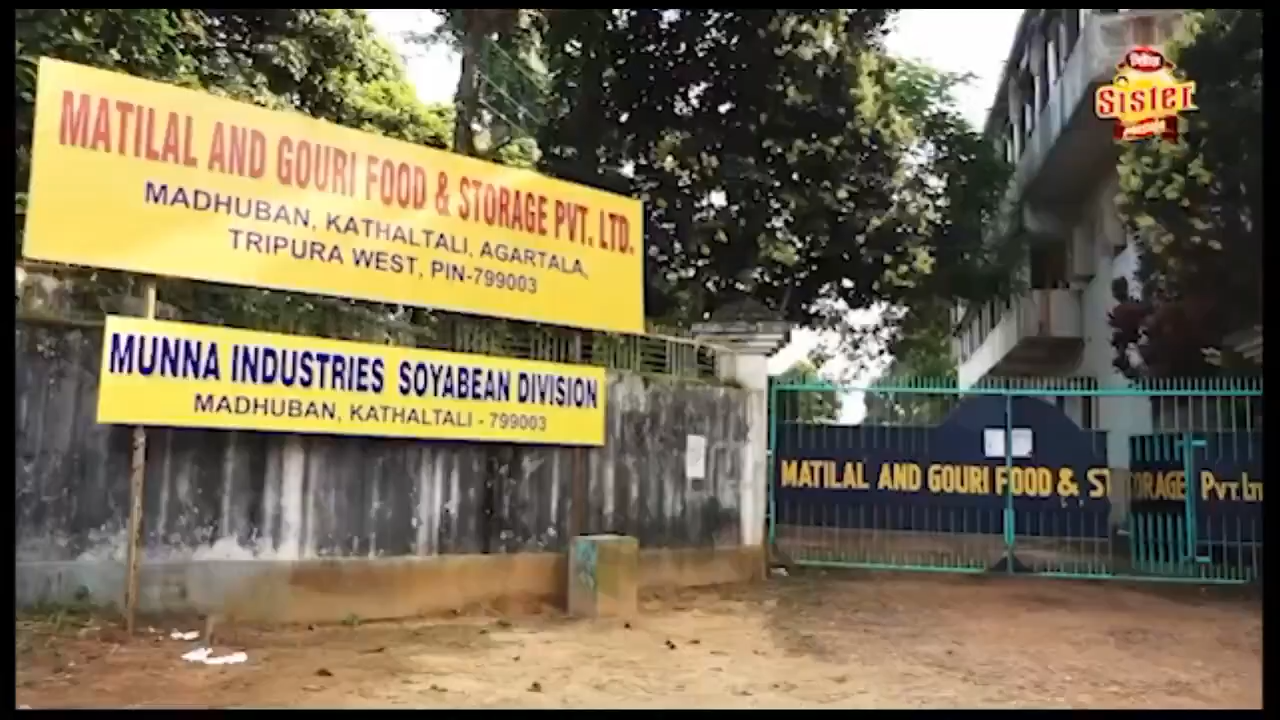 MATILAL AND GOURI FOOD & STORAGE PVT. LTD.
MADHUBAN, KATHALTALI, AGARTALA,
TRIPURA WEST, PIN-799003
MUNNA INDUSTRIES SOYABEAN DIVISION
MADHUBAN, KATHALTALI - 799003
MATILAL AND GOURI FOOD & STORAGE PVT. LT
Sister